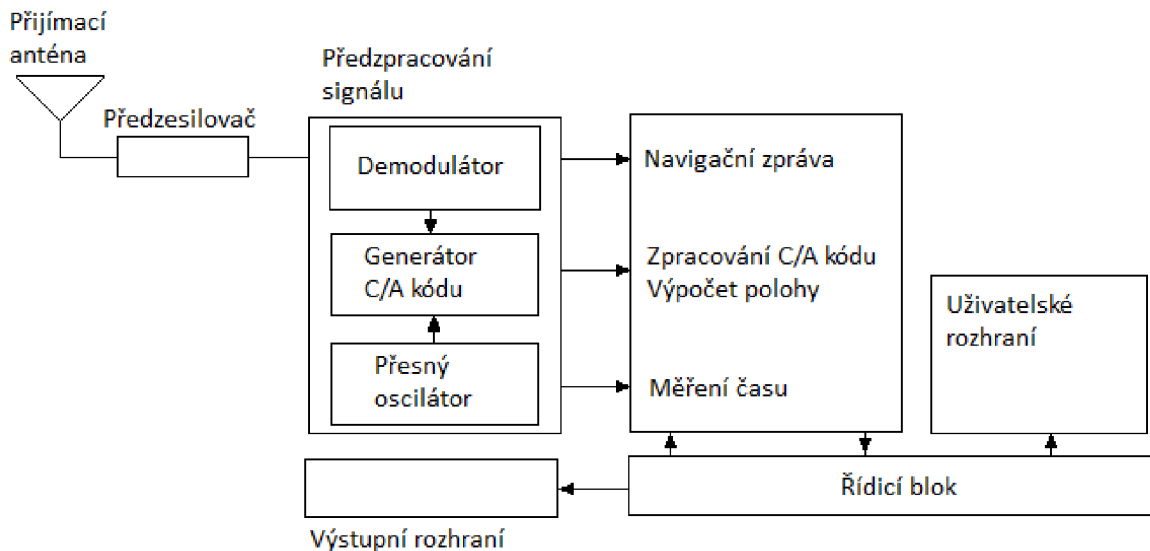 Přijímací
anténa
Předzesilovač
Předzpracování
signálu
Demodulátor
Generátor
C/A kódu
Přesný
oscilátor
Navigační zpráva
Zpracování C/A kódu
Výpočet polohy
Měření času
Uživatelské
rozhraní
Řídicí blok
Výstupní rozhraní